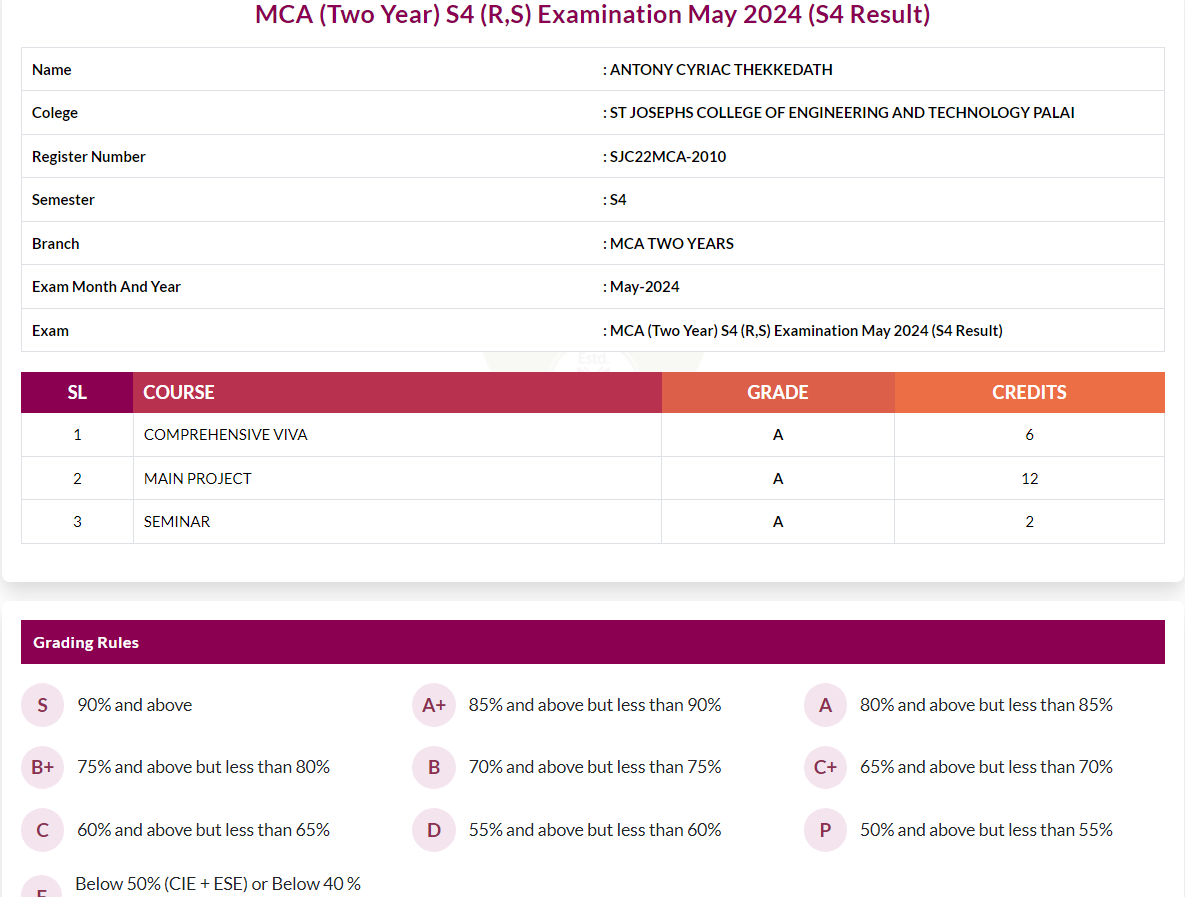 MCA (Two Year) S4 (R,S) Examination May 2024 (S4 Result)
Name : ANTONY CYRIAC THEKKEDATH
Colege : ST JOSEPHS COLLEGE OF ENGINEERING AND TECHNOLOGY PALAI
Register Number : SJC22MCA-2010
Semester : S4
Branch : MCA TWO YEARS
Exam Month And Year : May-2024
Exam : MCA (Two Year) S4 (R,S) Examination May 2024 (S4 Result)
Estd.
SL COURSE GRADE CREDITS
1 COMPREHENSIVE VIVA A 6
2 MAIN PROJECT A 12
3 SEMINAR A 2
Grading Rules
S 90% and above A+ 85% and above but less than 90% A 80% and above but less than 85%
B+ 75% and above but less than 80% B 70% and above but less than 75% C+ 65% and above but less than 70%
C 60% and above but less than 65% D 55% and above but less than 60% P 50% and above but less than 55%
Below 50% (CIE + ESE) or Below 40 %